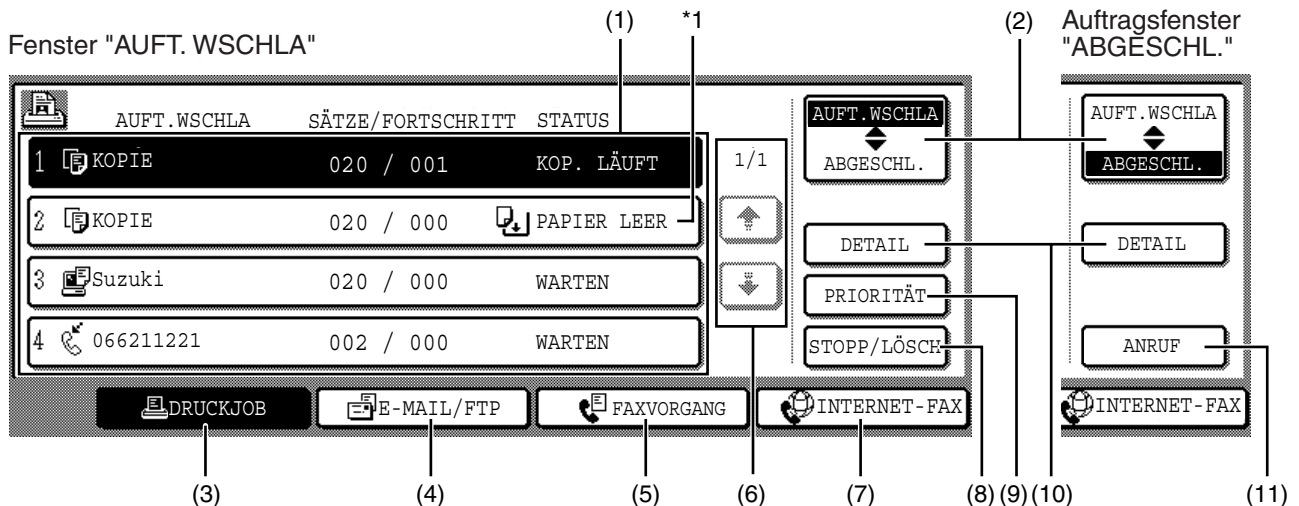 (1) *1 (2) Auftragsfenster
Fenster "AUFT. WSCHLA" "ABGESCHL."
AUFT.WSCHLA SÄTZE/FORTSCHRITT STATUS
1 KOPIE 020 / 001 KOP. LÄUFT
2 KOPIE 020 / 000 PAPIER LEER
3 Suzuki 020 / 000 WARTEN
4 066211221 002 / 000 WARTEN
1/1
AUFT.WSCHLA
ABGESCHL.
DETAIL
PRIORITÄT
STOPP/LÖSCH
AUFT.WSCHLA
ABGESCHL.
DETAIL
ANRUF
DRUCKJOB E-MAIL/FTP FAXVORGANG INTERNET-FAX INTERNET-FAX
(3) (4) (5) (6) (7) (8) (9) (10) (11)